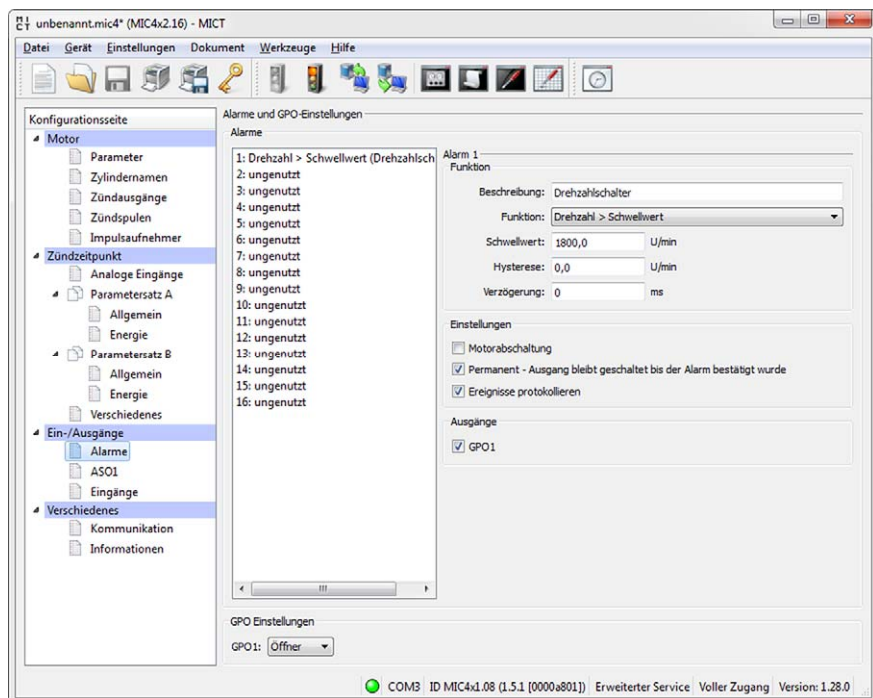 unbenannt.mic4* (MIC4x2.16) - MICT
Datei Gerät Einstellungen Dokument Werkzeuge Hilfe
Konfigurationsseite
Motor
Parameter
Zylindernamen
Zündausgänge
Zündspulen
Impulsaufnehmer
Zündzeitpunkt
Analoge Eingänge
Parametersatz A
Allgemein
Energie
Parametersatz B
Allgemein
Energie
Verschiedenes
Ein-/Ausgänge
Alarme
ASO1
Eingänge
Verschiedenes
Kommunikation
Informationen
Alarme und GPO-Einstellungen
Alarme
1: Drehzahl > Schwellwert (Drehzahlsch
2: ungenutzt
3: ungenutzt
4: ungenutzt
5: ungenutzt
6: ungenutzt
7: ungenutzt
8: ungenutzt
9: ungenutzt
10: ungenutzt
11: ungenutzt
12: ungenutzt
13: ungenutzt
14: ungenutzt
15: ungenutzt
16: ungenutzt
Alarm 1
Funktion
Beschreibung: Drehzahlschalter
Funktion: Drehzahl > Schwellwert
Schwellwert: 1800,0 U/min
Hysterese: 0,0 U/min
Verzögerung: 0 ms
Einstellungen
Motorabschaltung
Permanent - Ausgang bleibt geschaltet bis der Alarm bestätigt wurde
Ereignisse protokollieren
Ausgänge
GPO1
GPO Einstellungen
GPO1: Öffner
COM3 ID MIC4x1.08 (1.5.1 [0000a801]) Erweiterter Service Voller Zugang Version: 1.28.0